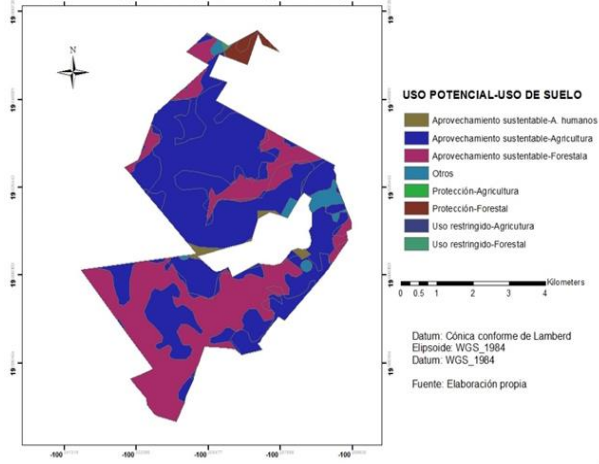 N
USO POTENCIAL-USO DE SUELO
Aprovechamiento sustentable-A. humanos
Aprovechamiento sustentable-Agricultura
Aprovechamiento sustentable-Forestala
Otros
Protección-Agricultura
Protección-Forestal
Uso restringido-Agricultura
Uso restringido-Forestal
Kilometers
0 0.5 1 2 3 4
Datum: Cónica conforme de Lamberd
Elipsoide: WGS_1984
Datum: WGS_1984
Fuente: Elaboración propia
19
19
19
19
19
-100
-100
-100
-100
-100